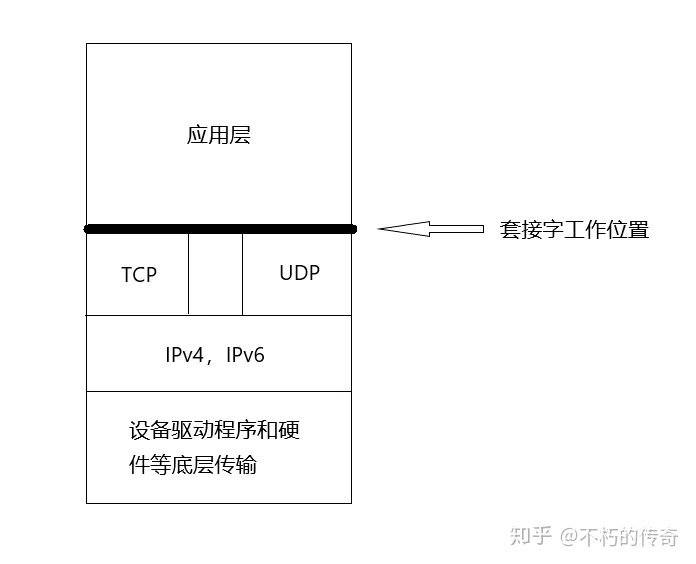 应用层
套接字工作位置
TCP
UDP
IPv4，IPv6
设备驱动程序和硬
件等底层传输
知乎 @不朽的传奇